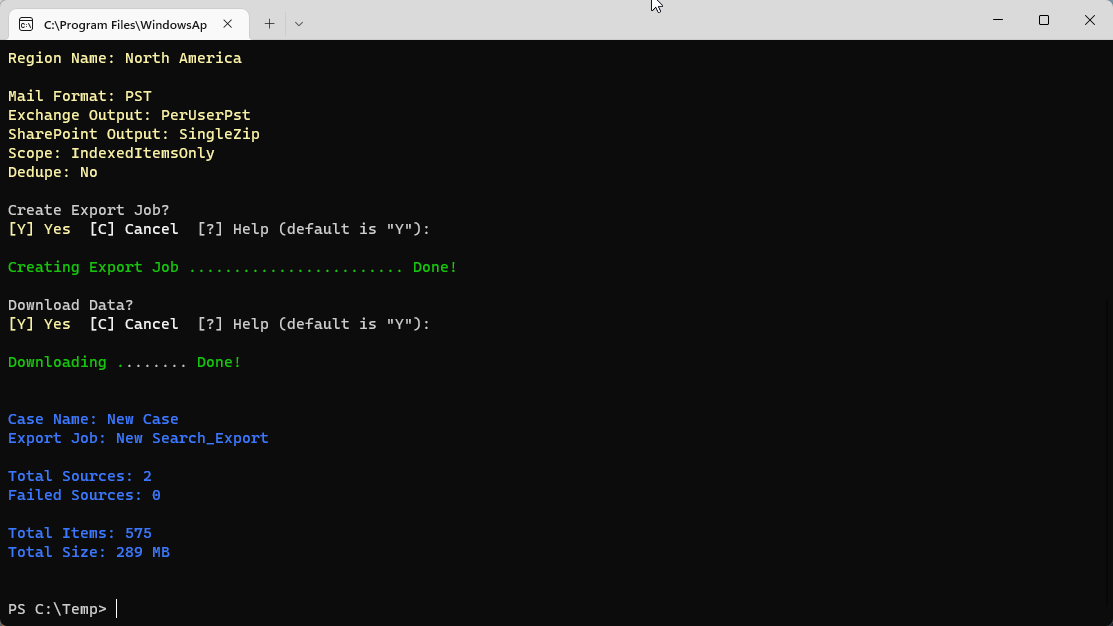 C:\Program Files\WindowsAp
Region Name: North America
Mail Format: PST
Exchange Output: PerUserPst
SharePoint Output: SingleZip
Scope: IndexedItemsOnly
Dedupe: No
Create Export Job?
[Y] Yes  [C] Cancel  [?] Help (default is "Y"):
Creating Export Job ........................ Done!
Download Data?
[Y] Yes  [C] Cancel  [?] Help (default is "Y"):
Downloading ........ Done!
Case Name: New Case
Export Job: New Search_Export
Total Sources: 2
Failed Sources: 0
Total Items: 575
Total Size: 289 MB
PS C:\Temp>